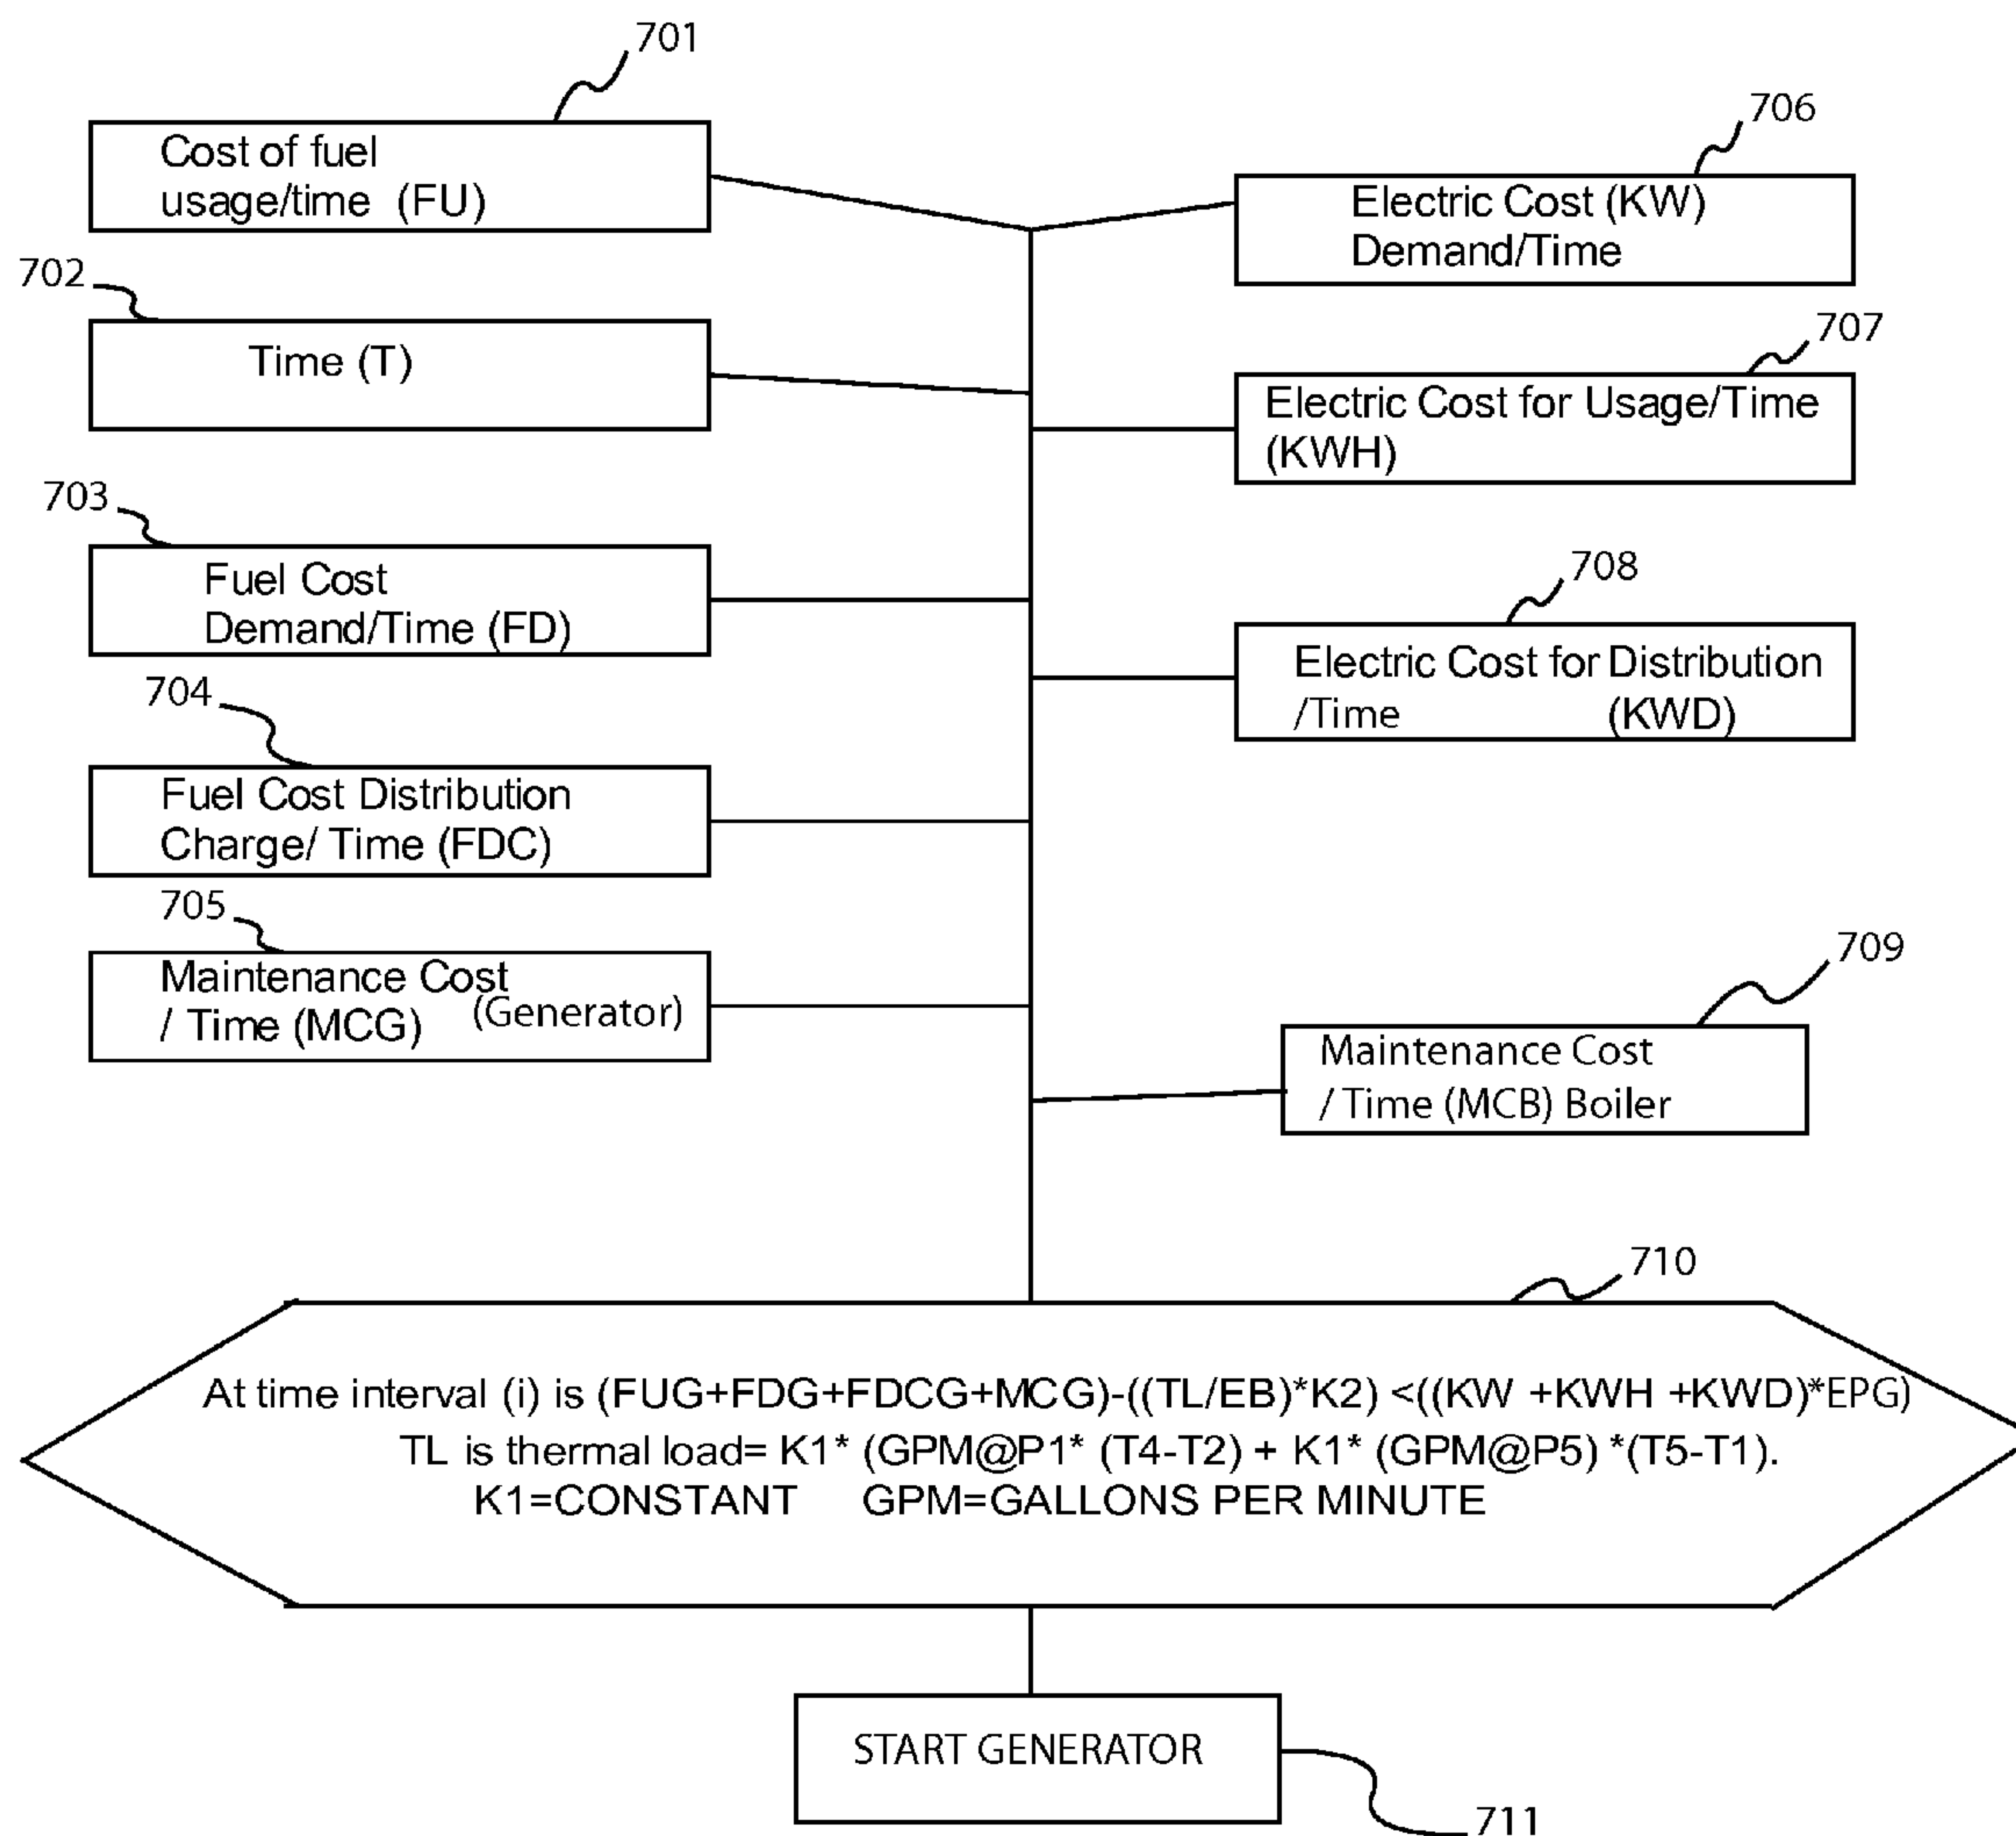 701
Cost of fuel
usage/time (FU)
706
Electric Cost (KW)
Demand/Time
702
Time (T)
707
Electric Cost for Usage/Time
(KWH)
703
Fuel Cost
Demand/Time (FD)
708
Electric Cost for Distribution
/Time (KWD)
704
Fuel Cost Distribution
Charge/ Time (FDC)
705
Maintenance Cost
/ Time (MCG) (Generator)
709
Maintenance Cost
/ Time (MCB) Boiler
710
At time interval (i) is (FUG+FDG+FDCG+MCG)-((TL/EB)*K2) <((KW +KWH +KWD)*EPG)
TL is thermal load= K1* (GPM@P1* (T4-T2) + K1* (GPM@P5) *(T5-T1).
K1=CONSTANT GPM=GALLONS PER MINUTE
START GENERATOR
711